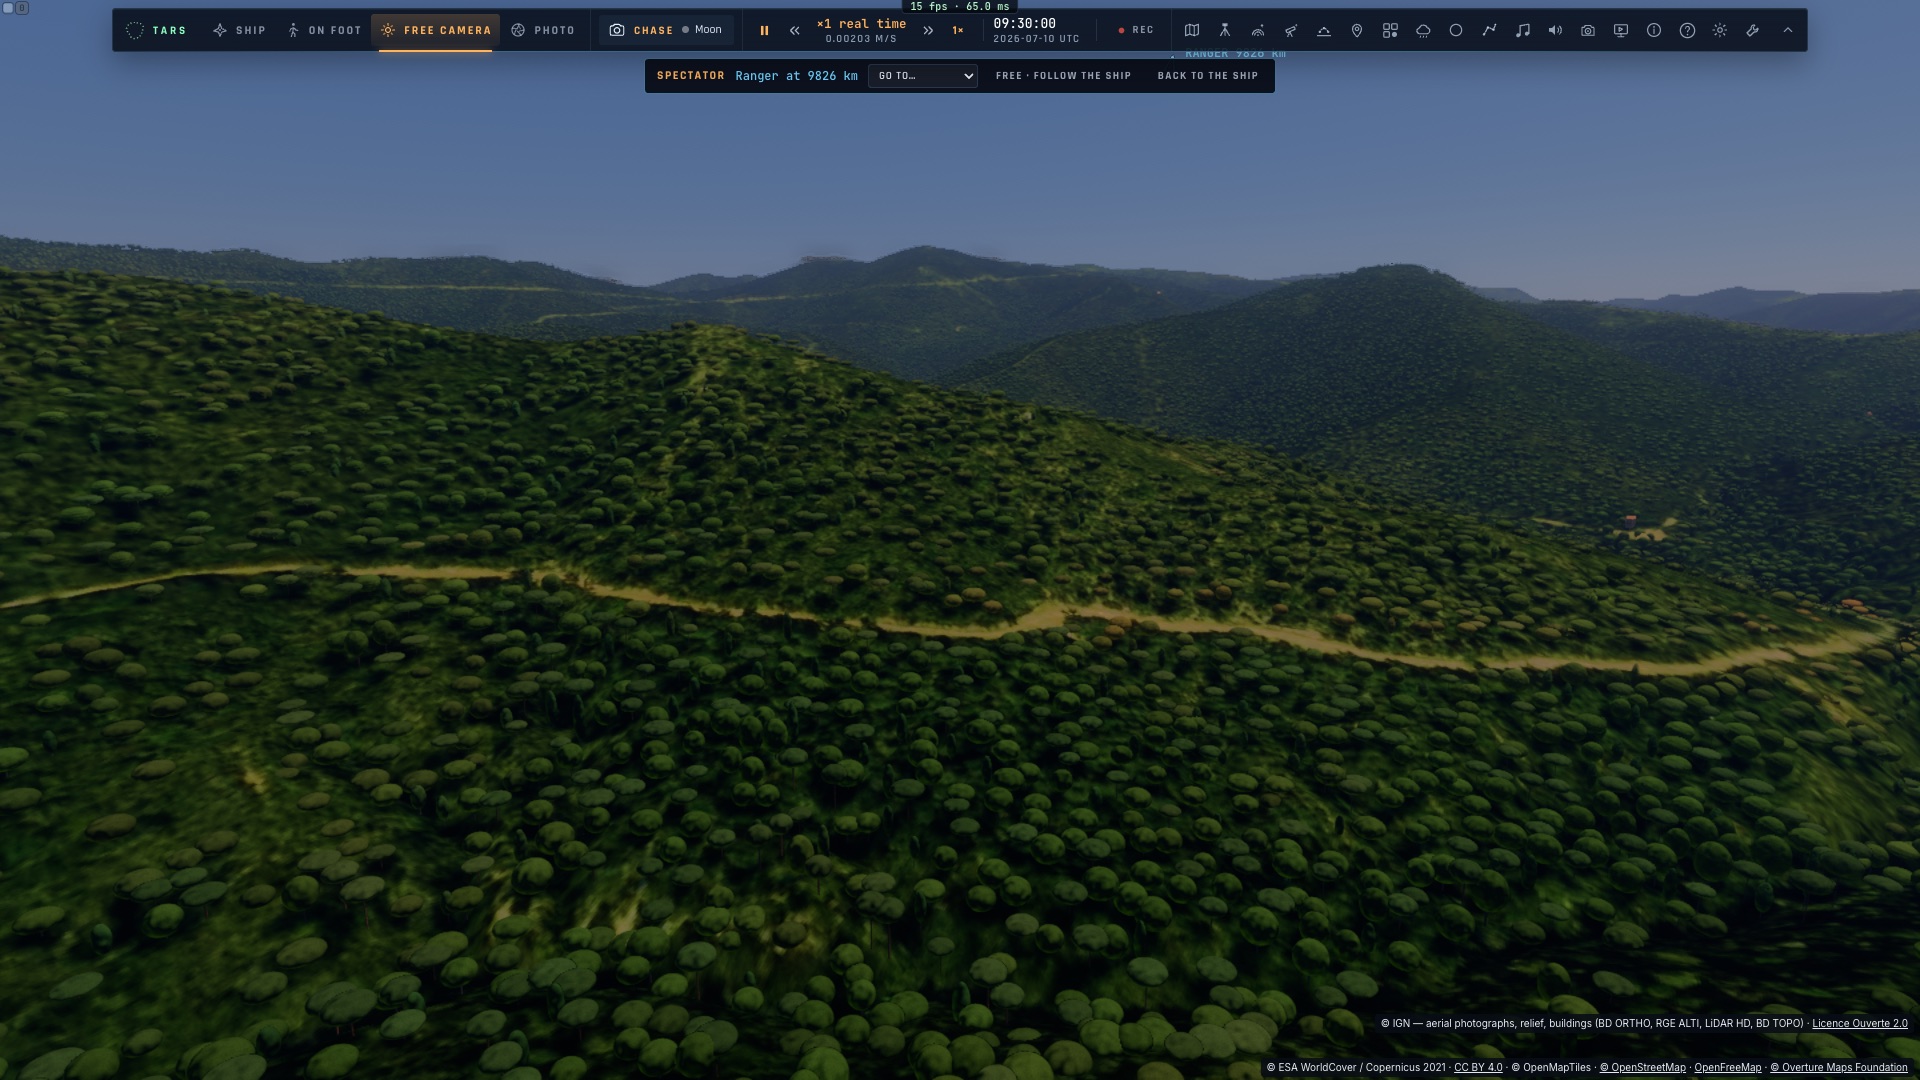 15 fps · 65.0 ms
TARS SHIP ON FOOT FREE CAMERA PHOTO CHASE Moon ×1 real time 09:30:00 REC
0.00203 M/S 1× 2026-07-10 UTC
RANGER 9826 km
SPECTATOR Ranger at 9826 km GO TO… FREE · FOLLOW THE SHIP BACK TO THE SHIP
© IGN — aerial photographs, relief, buildings (BD ORTHO, RGE ALTI, LiDAR HD, BD TOPO) · Licence Ouverte 2.0
© ESA WorldCover / Copernicus 2021 · CC BY 4.0 · © OpenMapTiles · © OpenStreetMap · OpenFreeMap · © Overture Maps Foundation